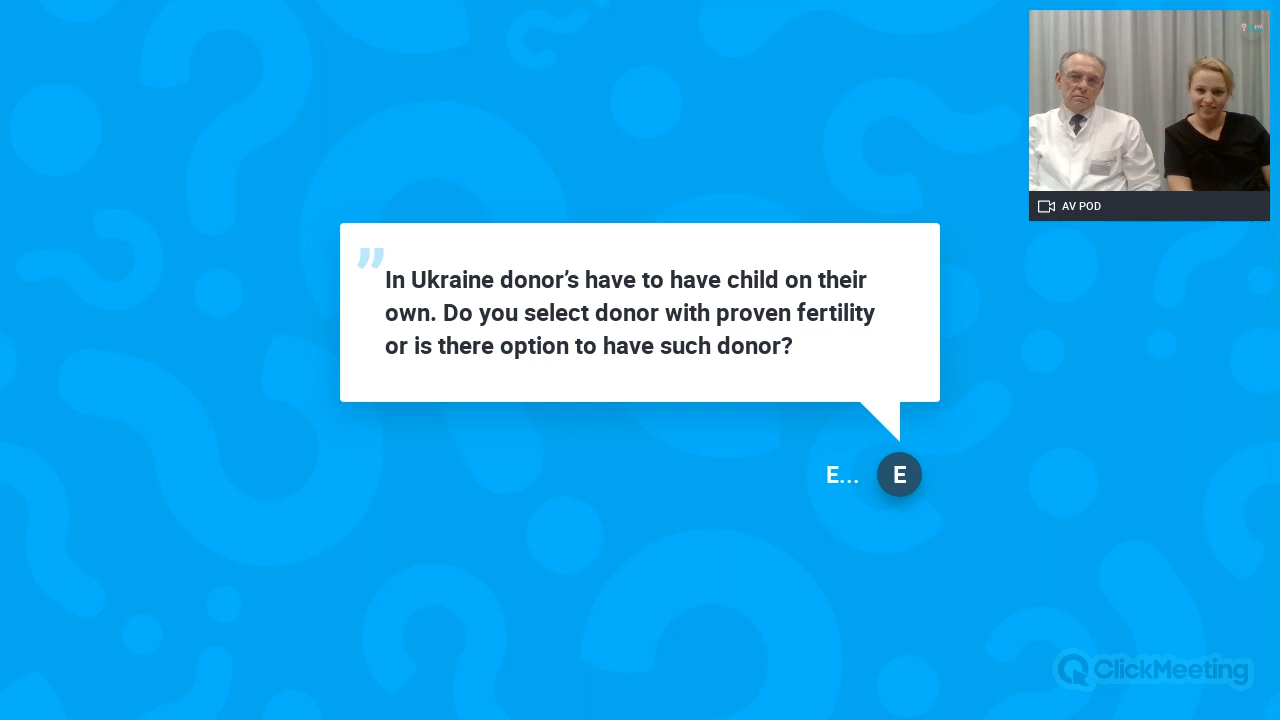 AV POD
”
In Ukraine donor’s have to have child on their
own. Do you select donor with proven fertility
or is there option to have such donor?
E... E
ClickMeeting